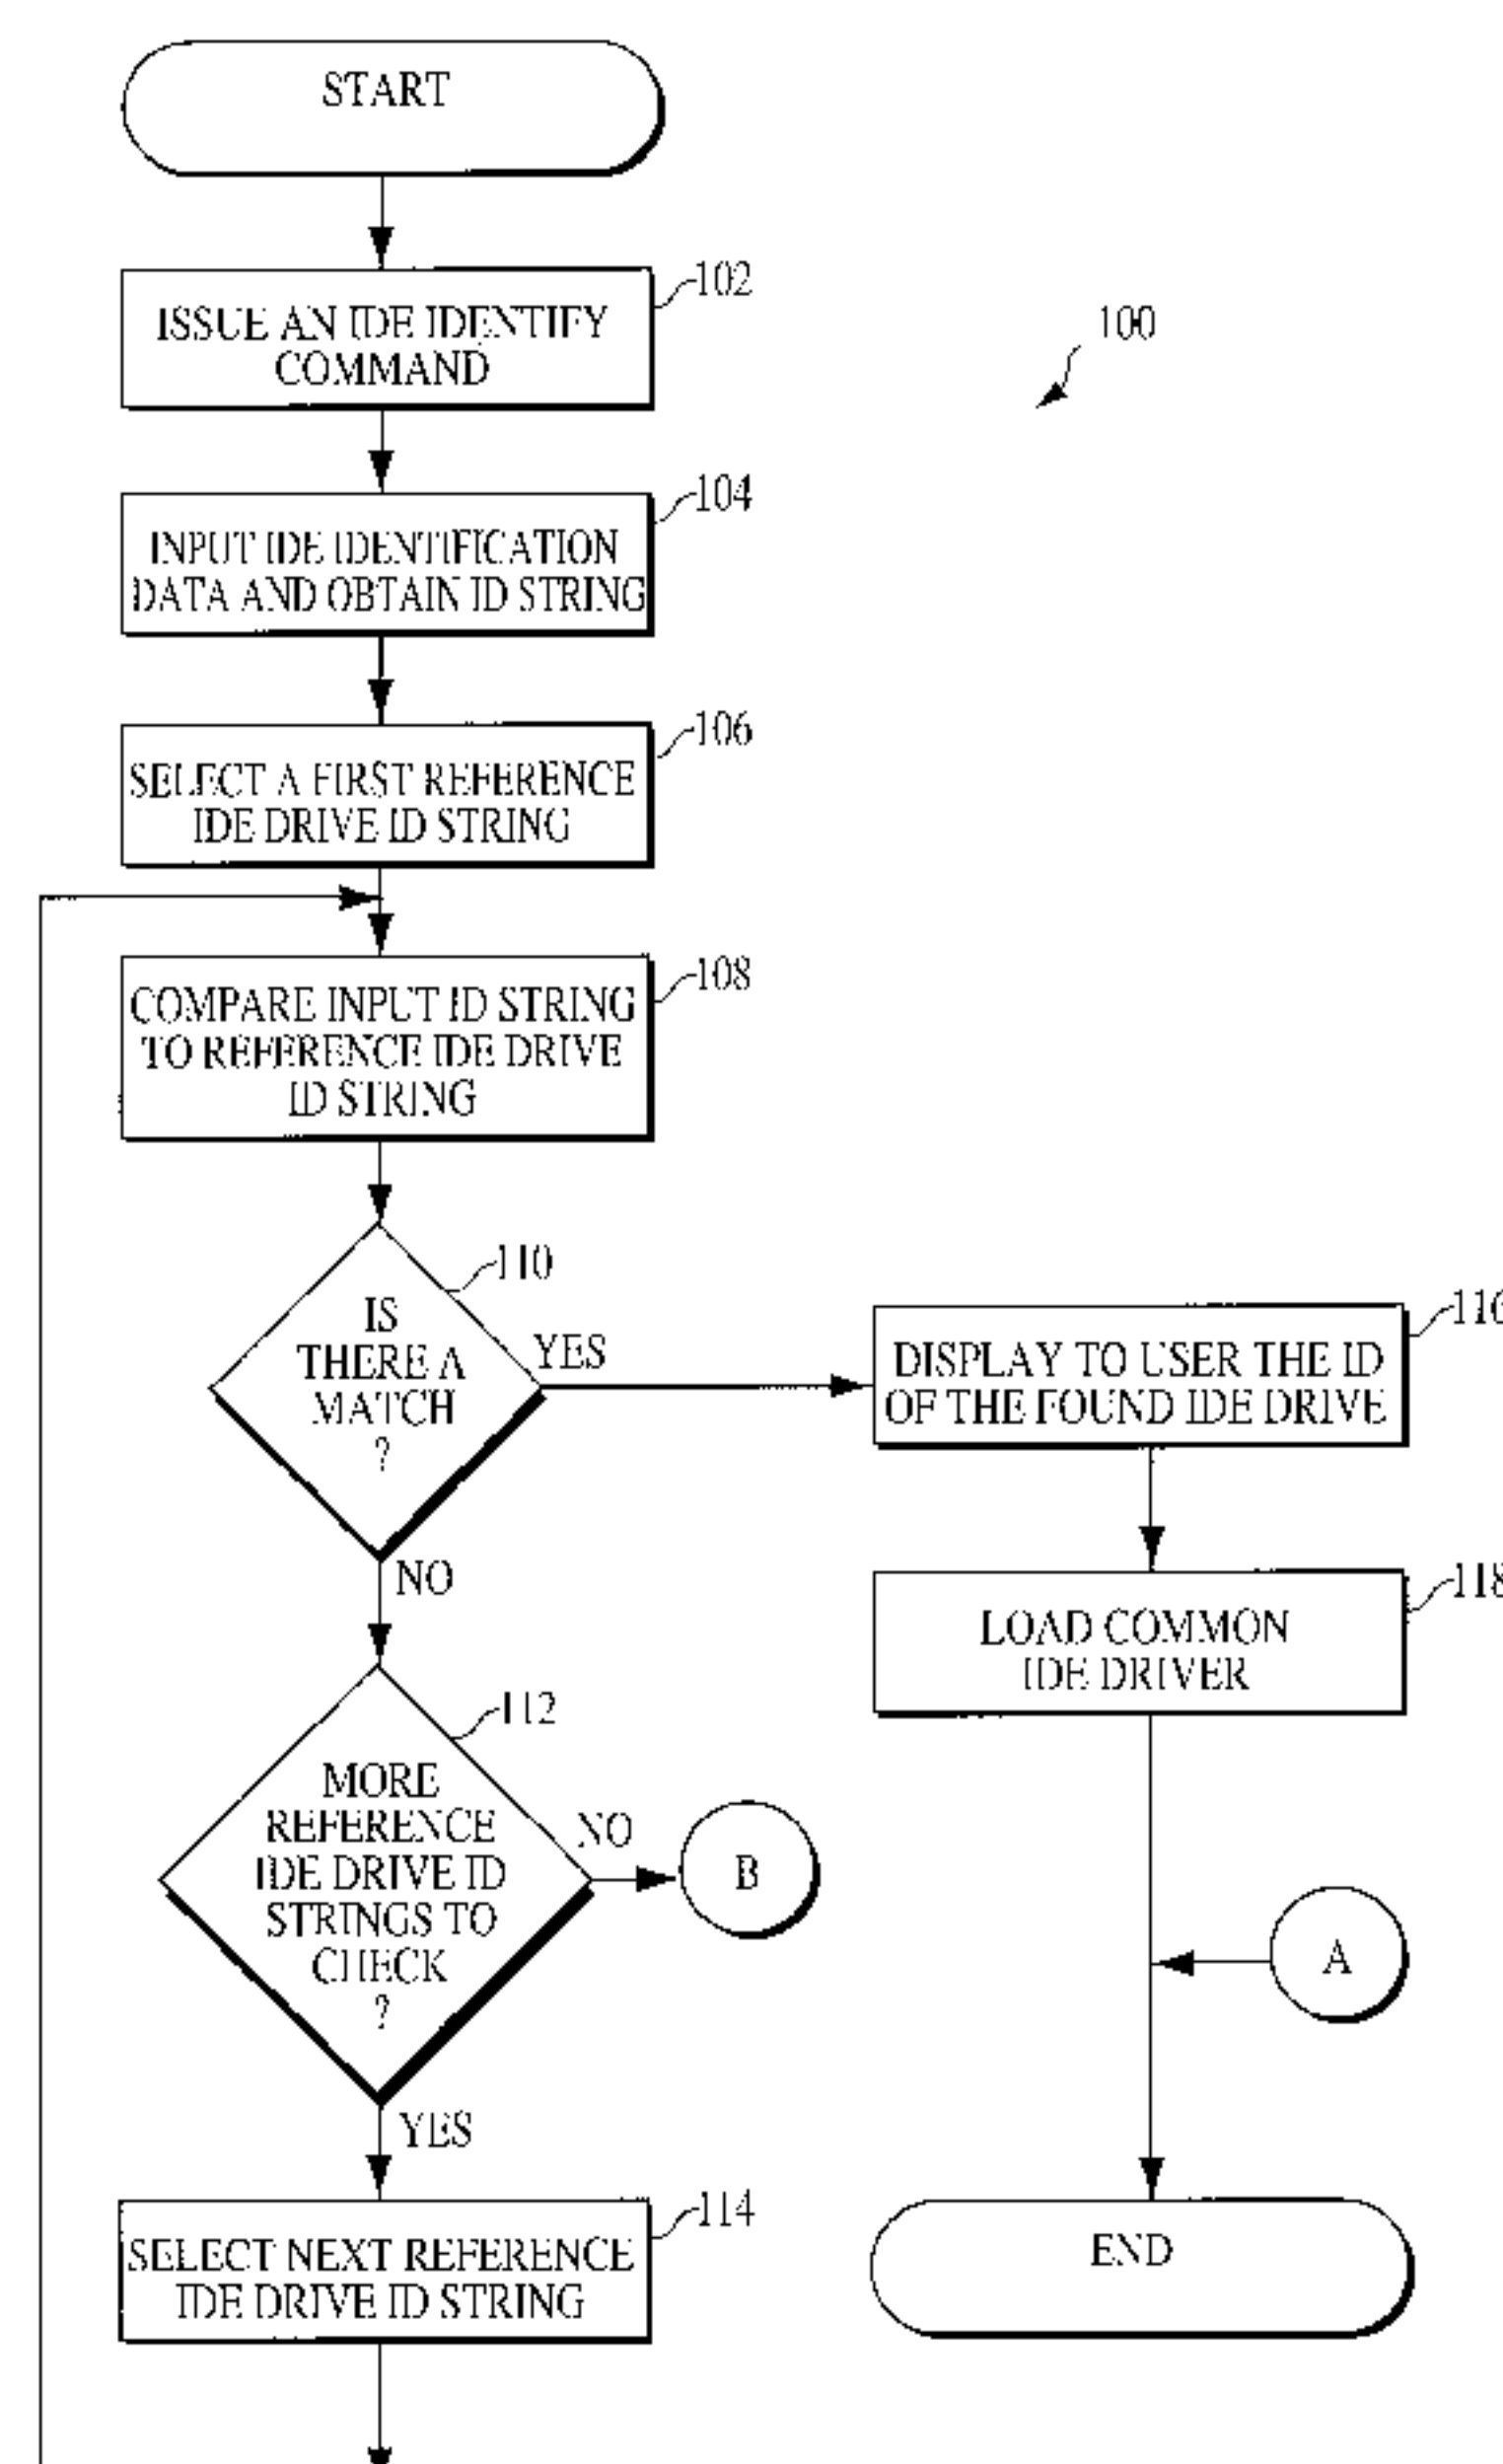 START
102
ISSUE AN IDE IDENTIFY
COMMAND
100
104
INPUT IDE IDENTIFICATION
DATA AND OBTAIN ID STRING
106
SELECT A FIRST REFERENCE
IDE DRIVE ID STRING
108
COMPARE INPUT ID STRING
TO REFERENCE IDE DRIVE
ID STRING
110
IS
THERE A
MATCH
?
YES
NO
116
DISPLAY TO USER THE ID
OF THE FOUND IDE DRIVE
118
LOAD COMMON
IDE DRIVER
112
MORE
REFERENCE
IDE DRIVE ID
STRINGS TO
CHECK
?
NO
B
A
YES
114
SELECT NEXT REFERENCE
IDE DRIVE ID STRING
END